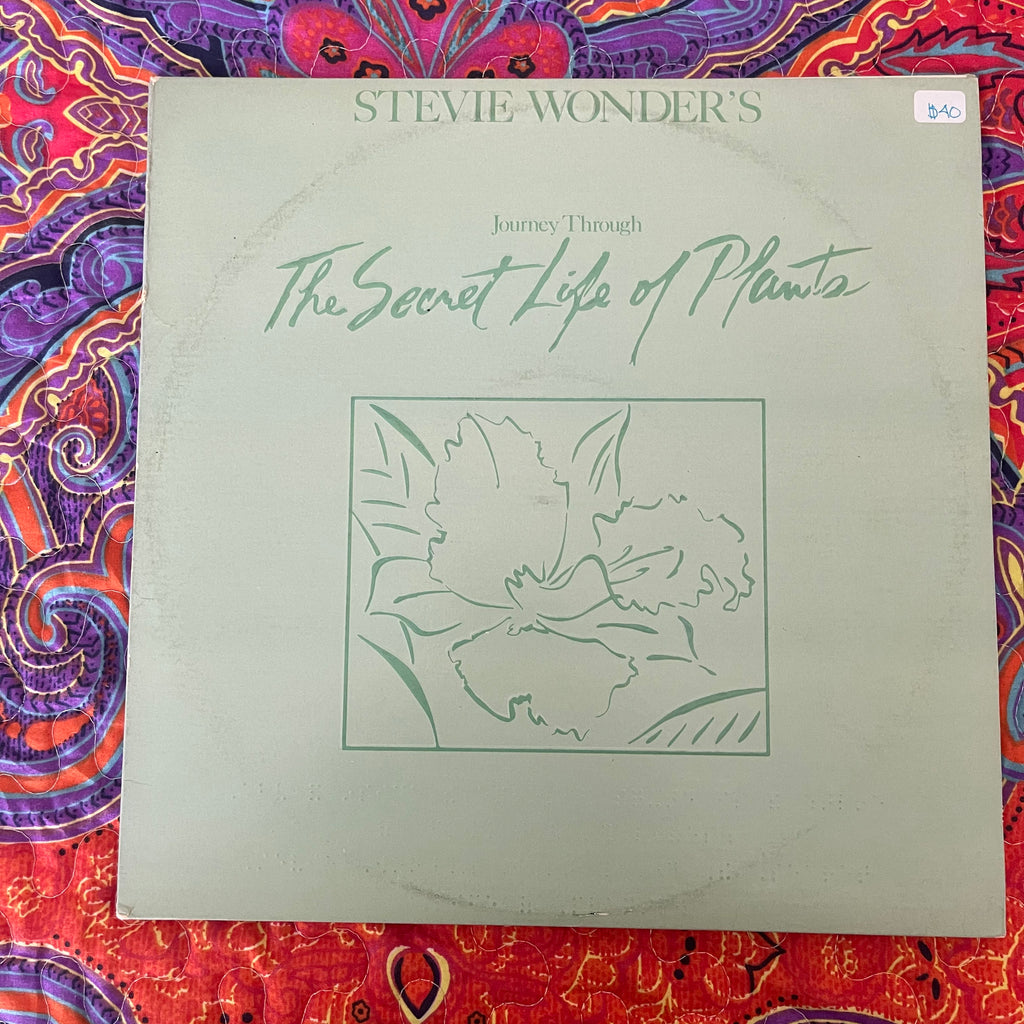 STEVIE WONDER'S
$40
Journey Through
The Secret Life of Plants